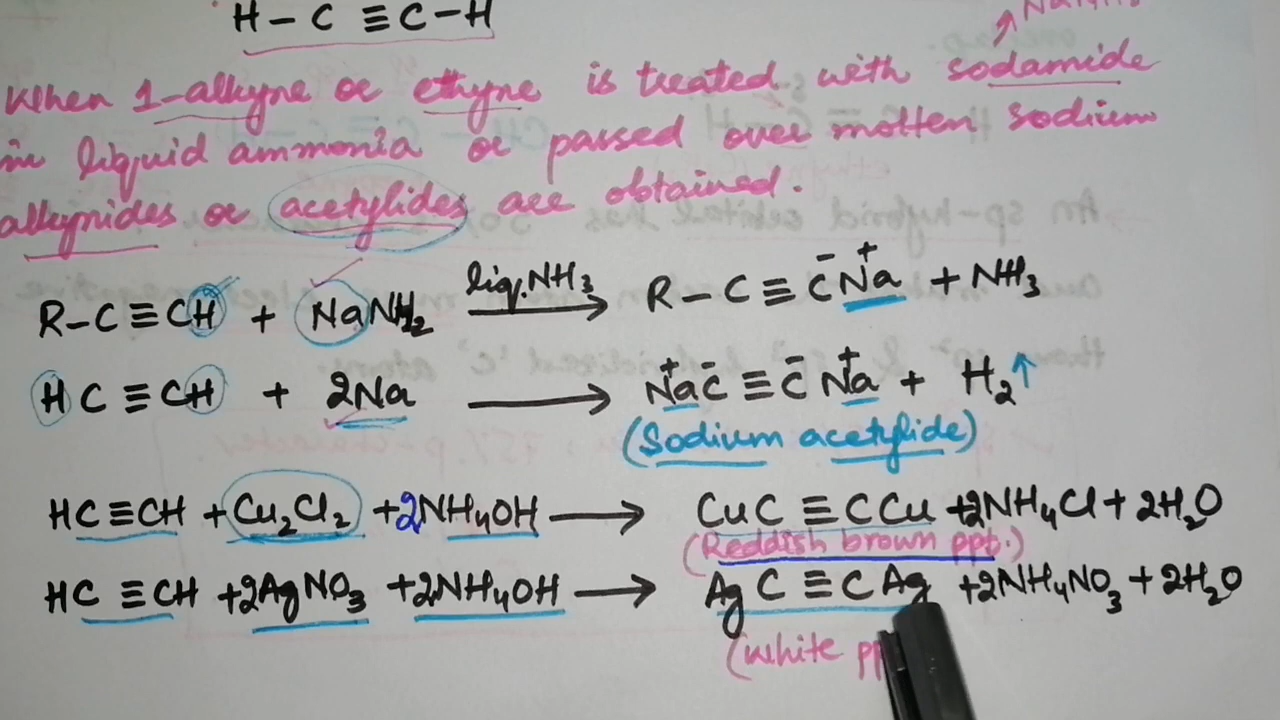 H – C ≡ C – H
When 1-alkyne or ethyne is treated with sodamide
in liquid ammonia or passed over molten sodium
alkynides or acetylides are obtained.
R–C≡CH + NaNH₂ liq.NH₃ → R–C≡C⁻Na⁺ + NH₃
HC≡CH + 2Na → Na⁺C⁻≡C⁻Na⁺ + H₂↑
(Sodium acetylide)
HC≡CH + Cu₂Cl₂ + 2NH₄OH → CuC≡CCu + 2NH₄Cl + 2H₂O
(Reddish brown ppt.)
HC≡CH + 2AgNO₃ + 2NH₄OH → AgC≡CAg + 2NH₄NO₃ + 2H₂O
(White